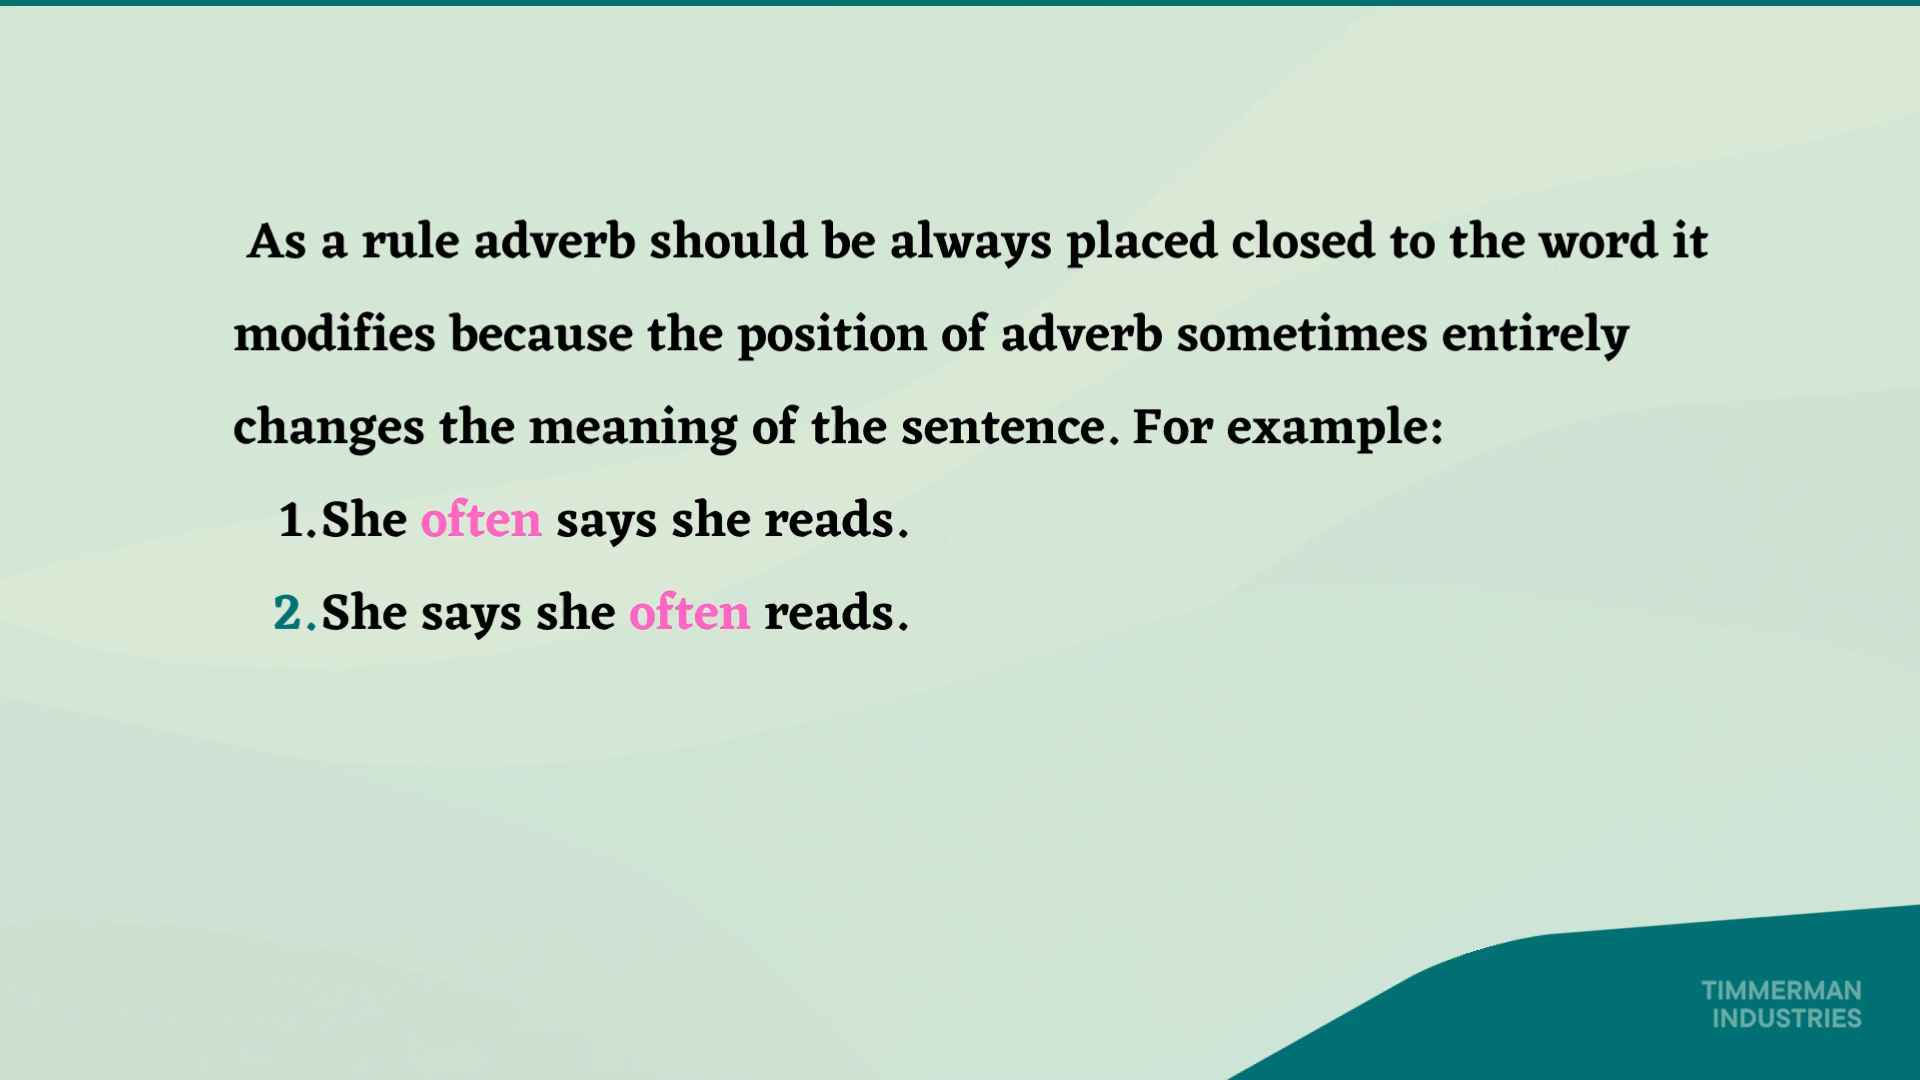 As a rule adverb should be always placed closed to the word it
modifies because the position of adverb sometimes entirely
changes the meaning of the sentence. For example:
1.She often says she reads.
2.She says she often reads.
TIMMERMAN
INDUSTRIES